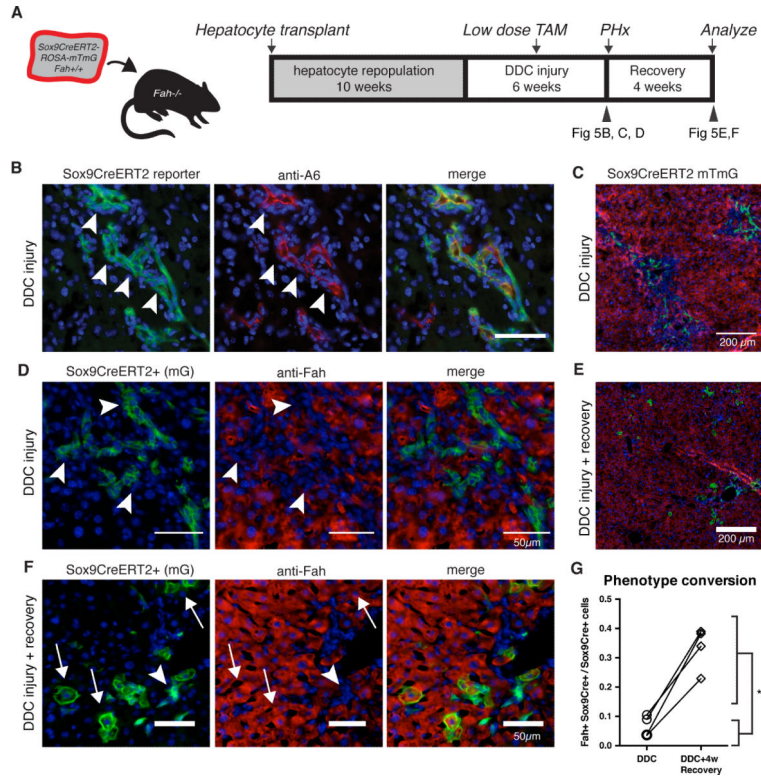 A
Sox9CreERT2-
ROSA-mTmG
Fah+/+
Fah-/-
Hepatocyte transplant
Low dose TAM
PHx
Analyze
hepatocyte repopulation
10 weeks
DDC injury
6 weeks
Recovery
4 weeks
Fig 5B, C, D
Fig 5E,F
B
Sox9CreERT2 reporter
anti-A6
merge
DDC injury
C
Sox9CreERT2 mTmG
DDC injury
200 µm
D
Sox9CreERT2+ (mG)
anti-Fah
merge
DDC injury
50µm
E
DDC injury + recovery
200 µm
F
Sox9CreERT2+ (mG)
anti-Fah
merge
DDC injury + recovery
50µm
G
Phenotype conversion
Fah+ Sox9Cre+ / Sox9Cre+ cells
0.5
0.4
0.3
0.2
0.1
0.0
*
DDC
DDC+4w
Recovery